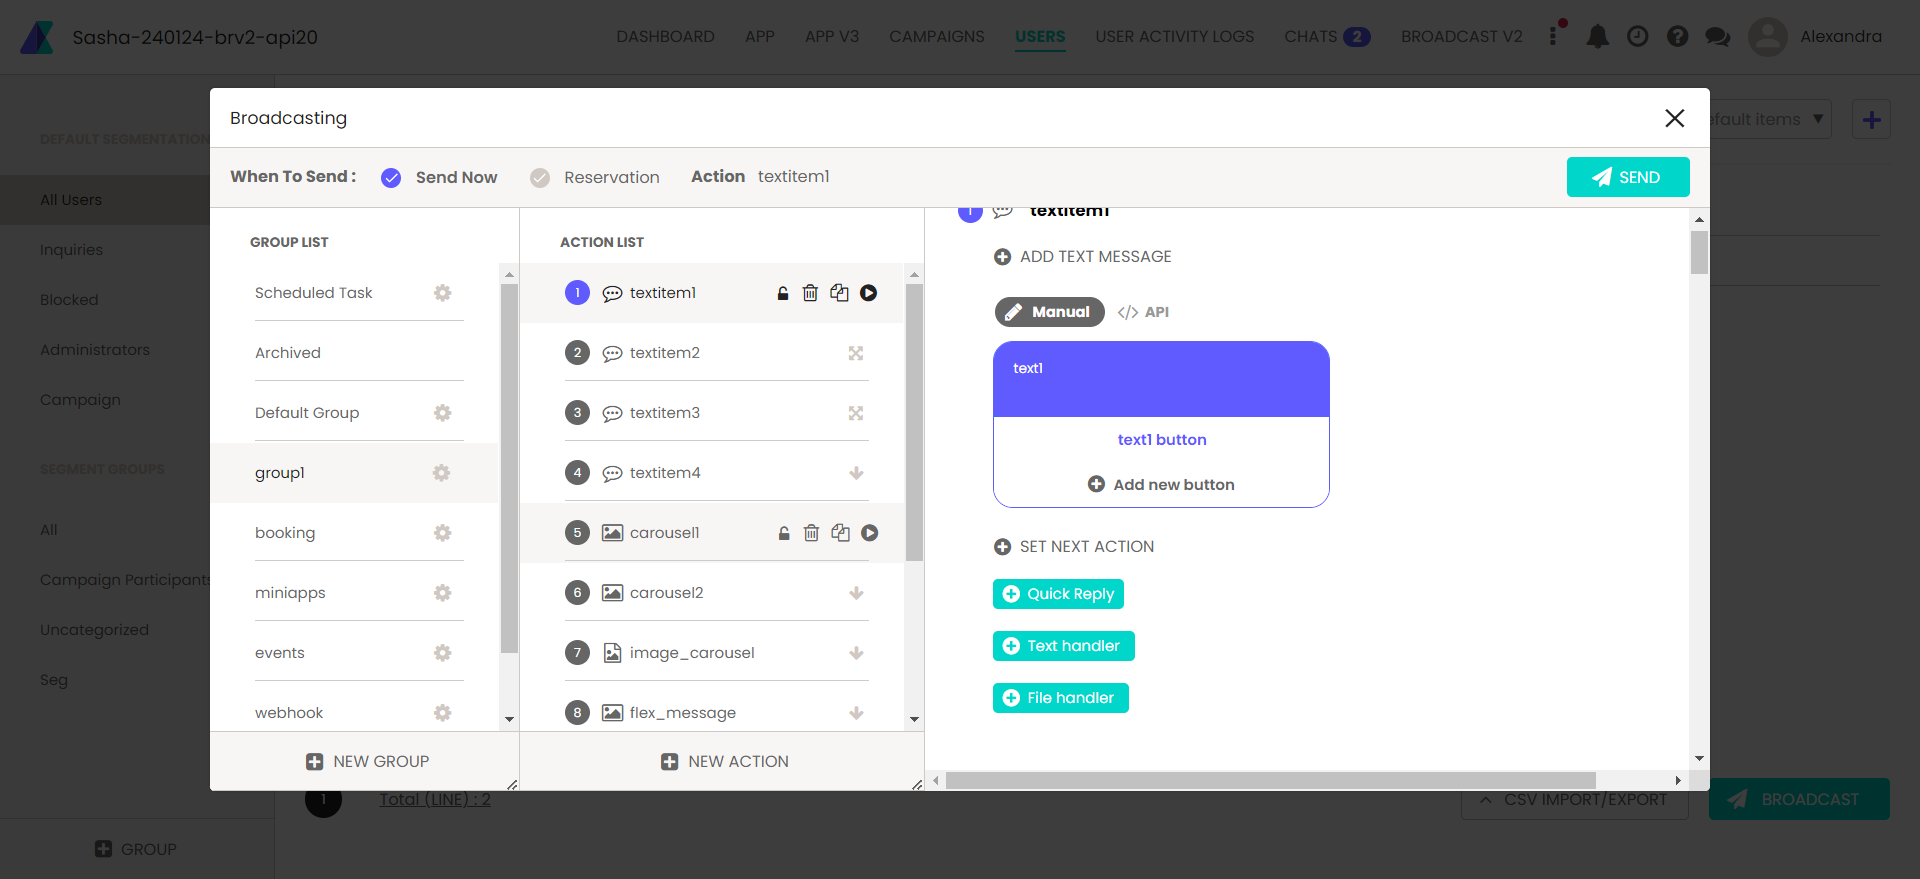 Sasha-240124-brv2-api20
DASHBOARD
APP
APP V3
CAMPAIGNS
USERS
USER ACTIVITY LOGS
CHATS 2
BROADCAST V2
Alexandra
Broadcasting
When To Send :
Send Now
Reservation
Action textitem1
SEND
DEFAULT SEGMENTATION
All Users
Inquiries
Blocked
Administrators
Campaign
SEGMENT GROUPS
All
Campaign Participants
Uncategorized
Seg
GROUP
GROUP LIST
Scheduled Task
Archived
Default Group
group1
booking
miniapps
events
webhook
NEW GROUP
ACTION LIST
1 textitem1
2 textitem2
3 textitem3
4 textitem4
5 carousel1
6 carousel2
7 image_carousel
8 flex_message
NEW ACTION
1 textitem1
ADD TEXT MESSAGE
Manual
</> API
text1
text1 button
Add new button
SET NEXT ACTION
Quick Reply
Text handler
File handler
items
1
Total (LINE) : 2
CSV IMPORT/EXPORT
BROADCAST